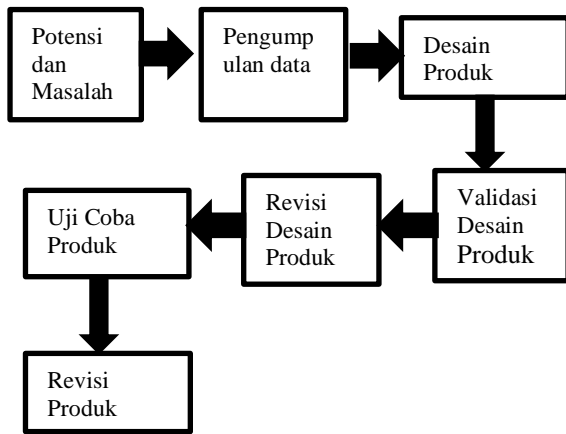 Potensi
dan
Masalah
Pengump
ulan data
Desain
Produk
Validasi
Desain
Produk
Revisi
Desain
Produk
Uji Coba
Produk
Revisi
Produk